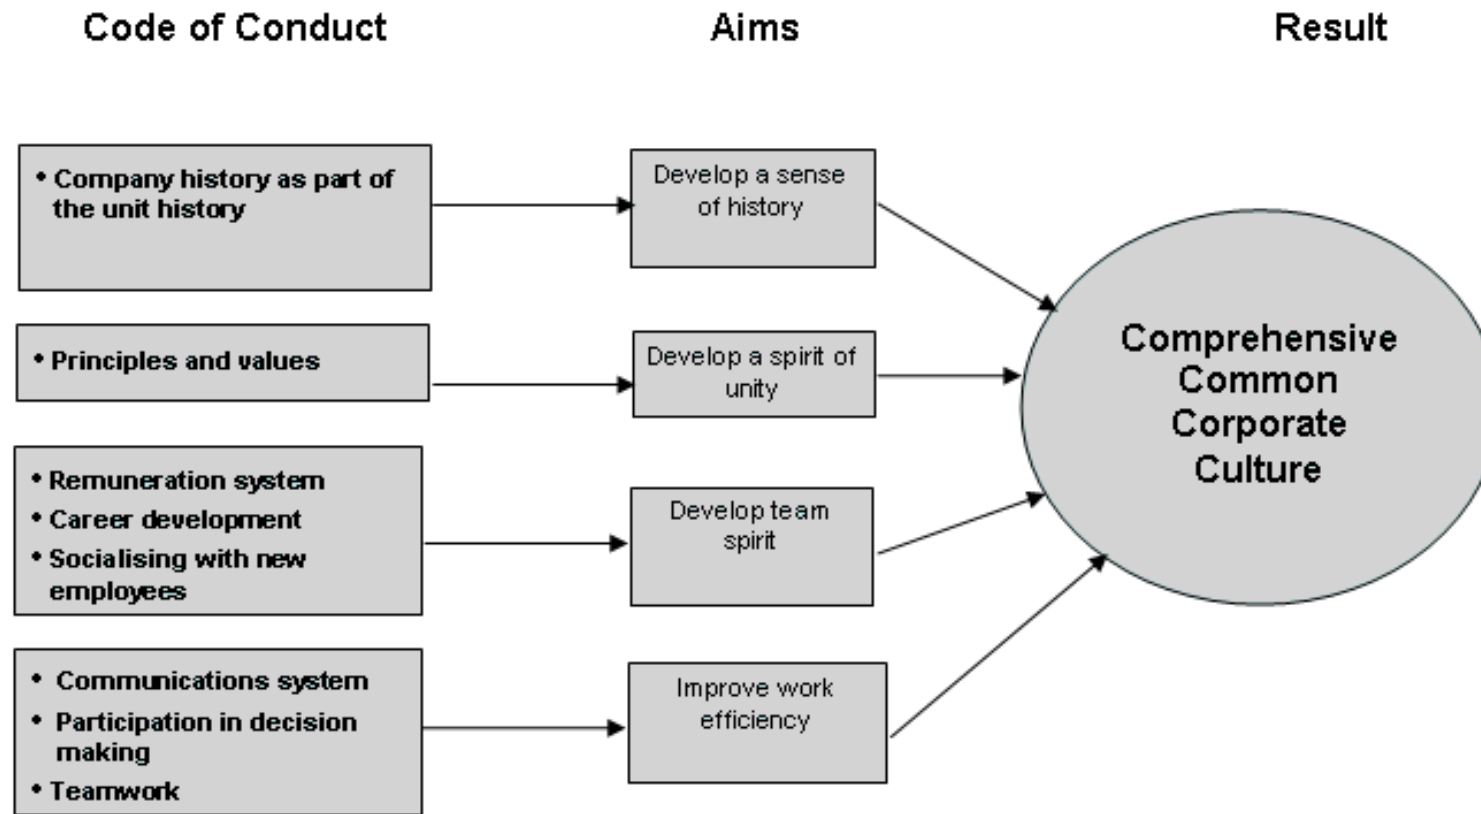 Code of Conduct
Aims
Result
• Company history as part of
the unit history
Develop a sense
of history
• Principles and values
Develop a spirit of
unity
• Remuneration system
• Career development
• Socialising with new
employees
Develop team
spirit
• Communications system
• Participation in decision
making
• Teamwork
Improve work
efficiency
Comprehensive
Common
Corporate
Culture